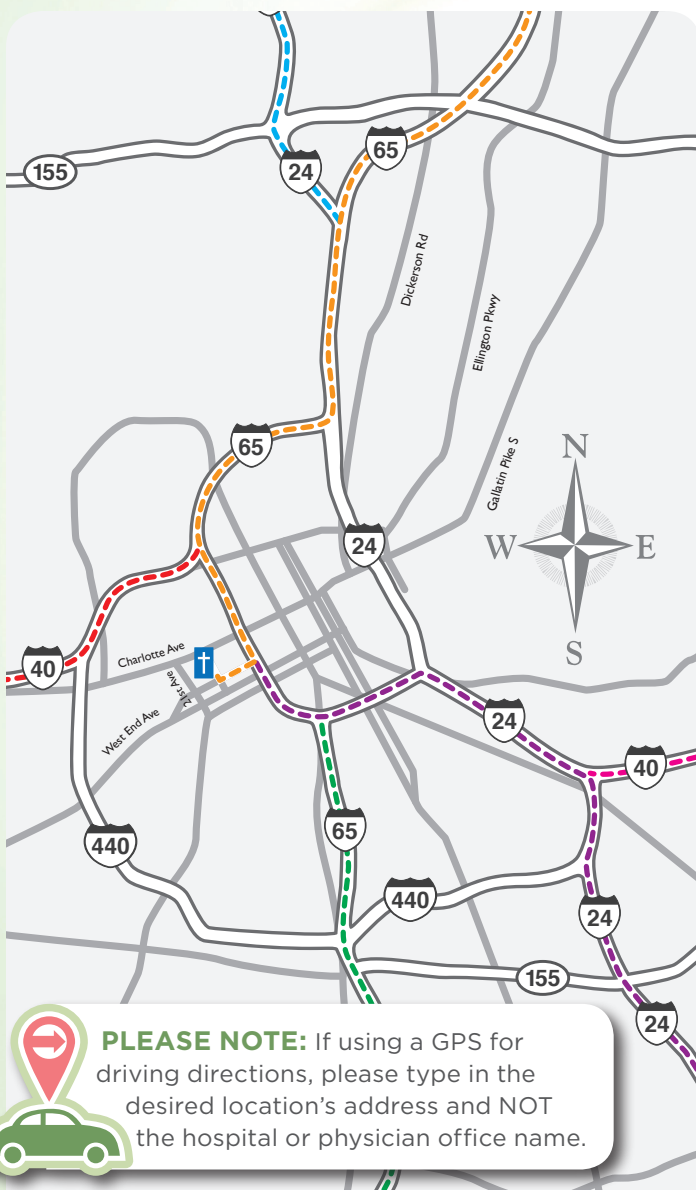 155
24
65
Dickerson Rd
Ellington Pkwy
65
Gallatin Pike S
N
W
E
24
S
Charlotte Ave
40
21st Ave
West End Ave
24
40
65
440
440
24
155
24
PLEASE NOTE: If using a GPS for
driving directions, please type in the
desired location's address and NOT
the hospital or physician office name.